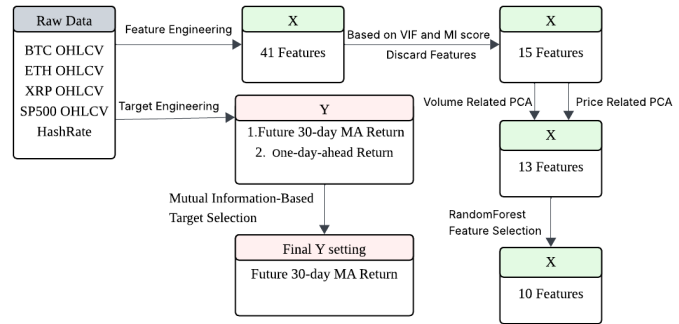 Raw Data
BTC OHLCV
ETH OHLCV
XRP OHLCV
SP500 OHLCV
HashRate
Feature Engineering
X
41 Features
Based on VIF and MI score
Discard Features
X
15 Features
Target Engineering
Y
1.Future 30-day MA Return
2. One-day-ahead Return
Volume Related PCA
Price Related PCA
X
13 Features
Mutual Information-Based
Target Selection
Final Y setting
Future 30-day MA Return
RandomForest
Feature Selection
X
10 Features